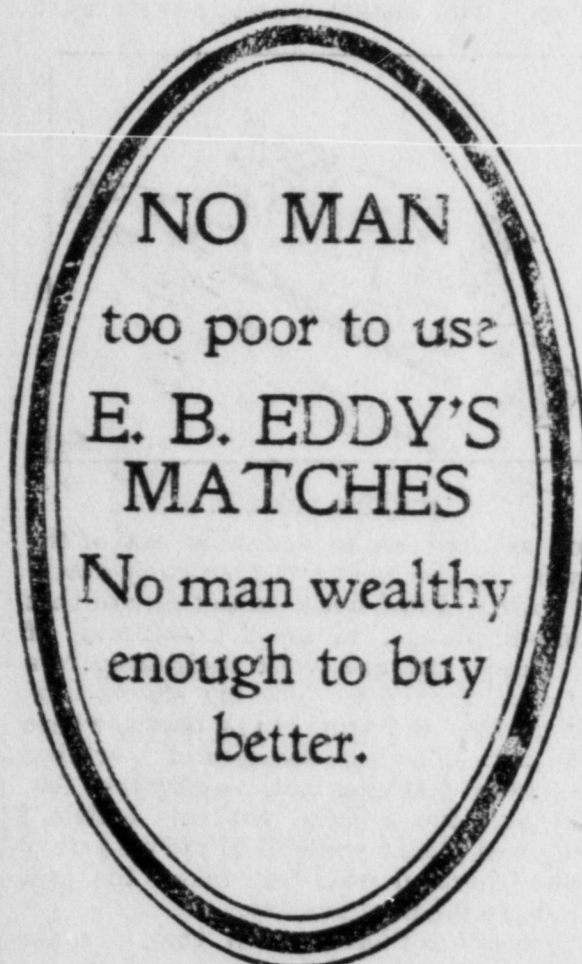 NO MAN
too poor to use
E. B. EDDY'S
MATCHES
No man wealthy
enough to buy
better.